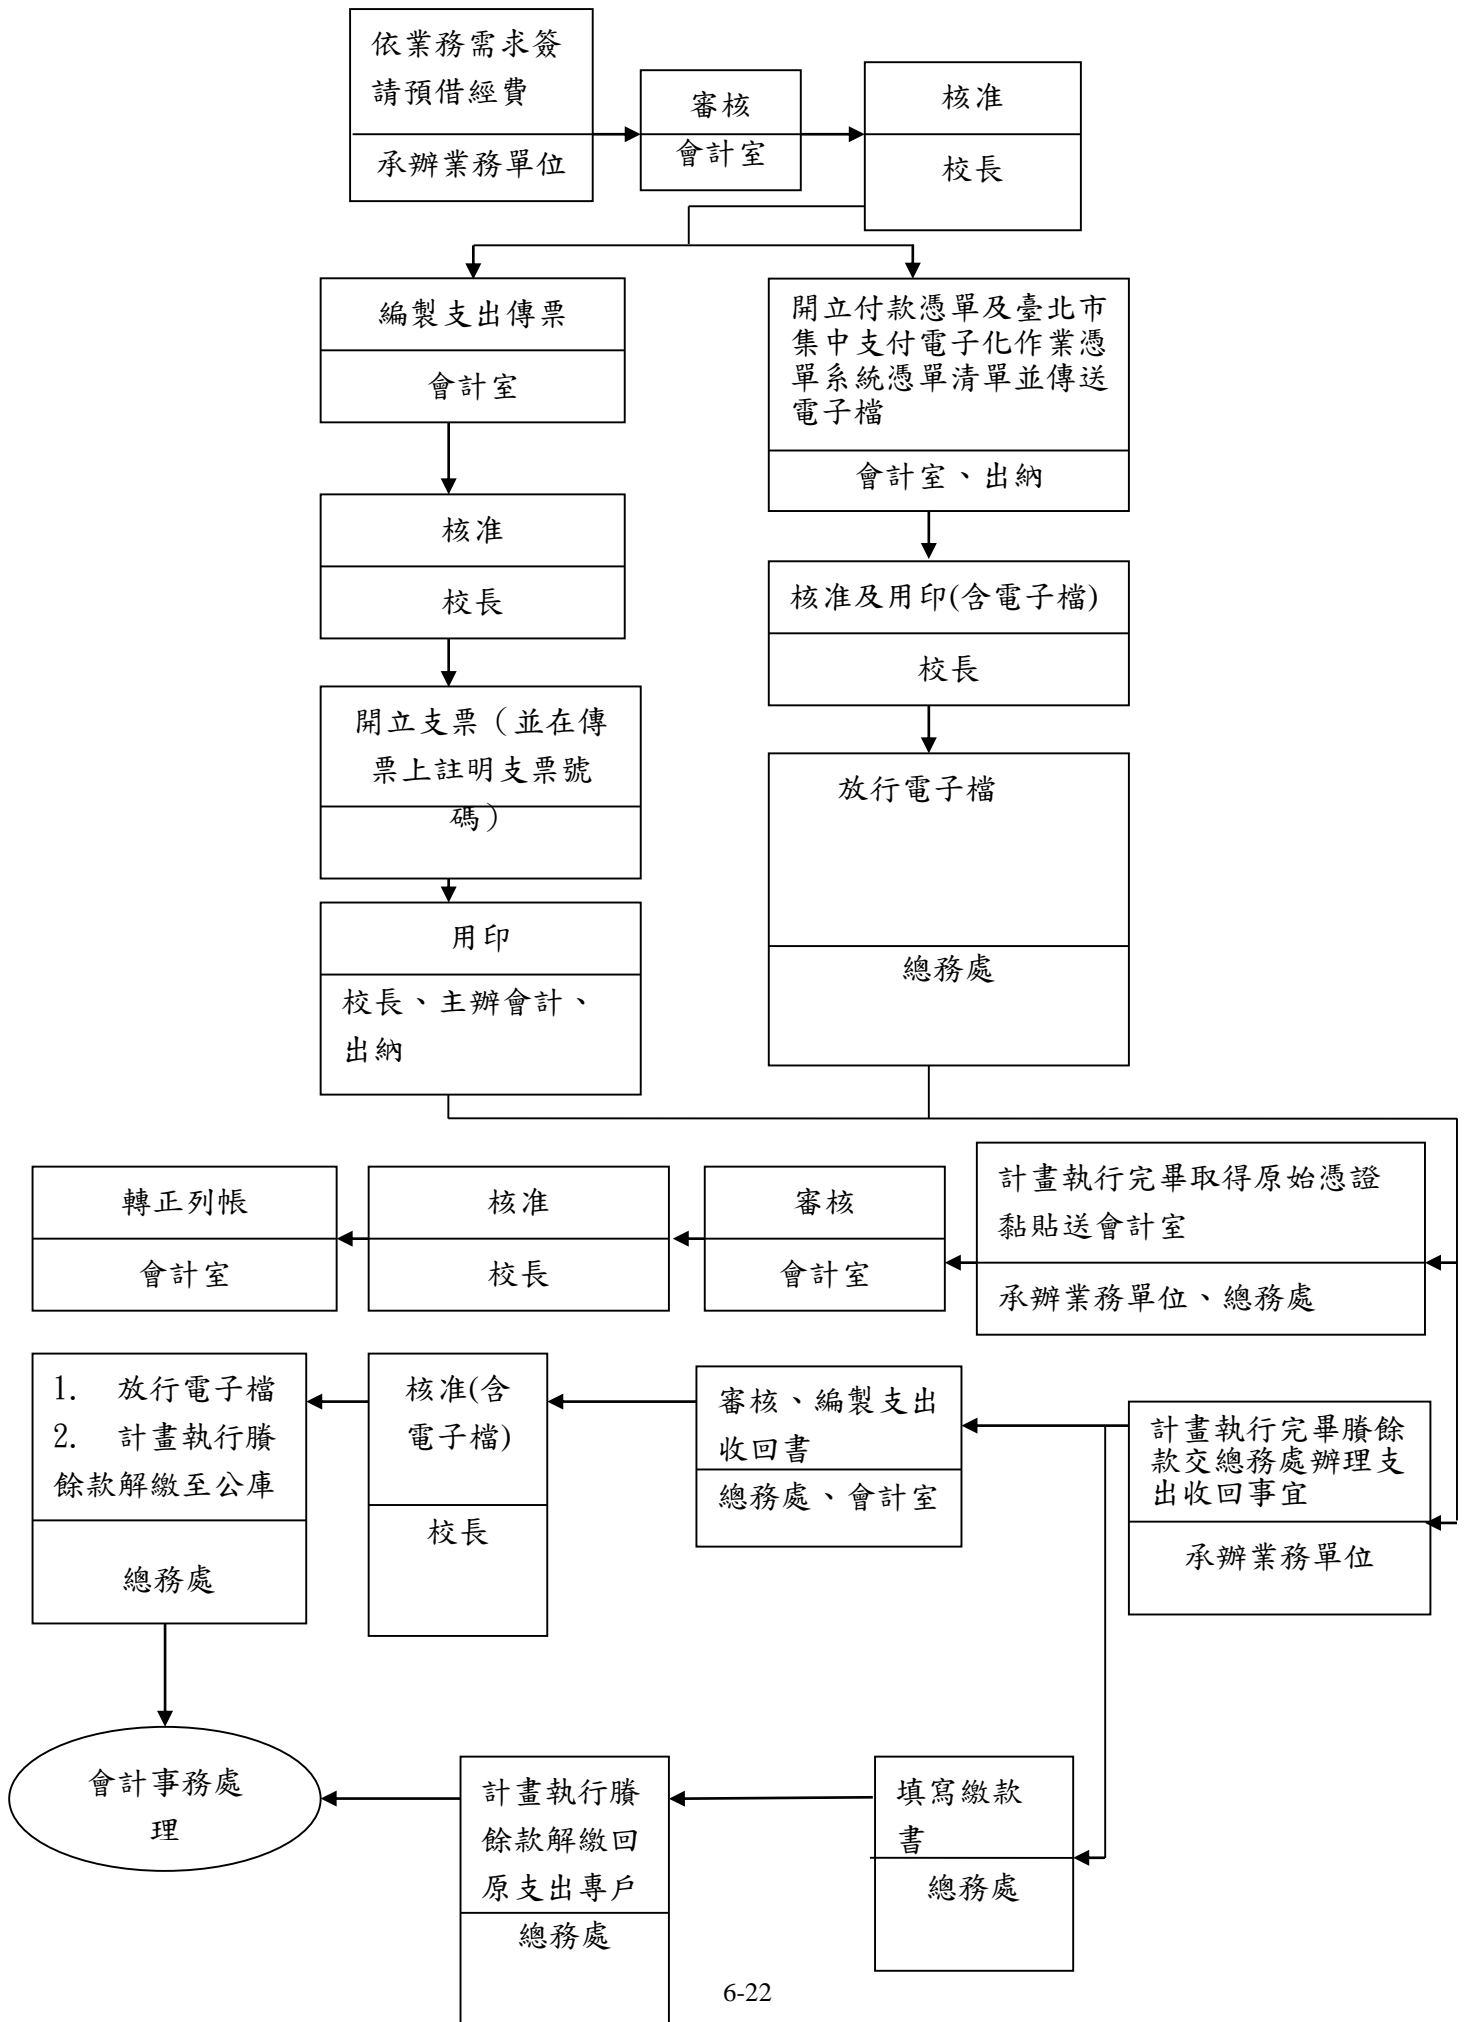 依業務需求簽
請預借經費
承辦業務單位
審核
會計室
核准
校長
編製支出傳票
會計室
開立付款憑單及臺北市
集中支付電子化作業憑
單系統憑單清單並傳送
電子檔
會計室、出納
核准
校長
核准及用印(含電子檔)
校長
開立支票（並在傳
票上註明支票號
碼）
放行電子檔
總務處
用印
校長、主辦會計、
出納
計畫執行完畢取得原始憑證
黏貼送會計室
承辦業務單位、總務處
審核
會計室
核准
校長
轉正列帳
會計室
計畫執行完畢賸餘
款交總務處辦理支
出收回事宜
承辦業務單位
審核、編製支出
收回書
總務處、會計室
核准(含
電子檔)
校長
1. 放行電子檔
2. 計畫執行賸
餘款解繳至公庫
總務處
填寫繳款
書
總務處
計畫執行賸
餘款解繳回
原支出專戶
總務處
會計事務處
理
6-22